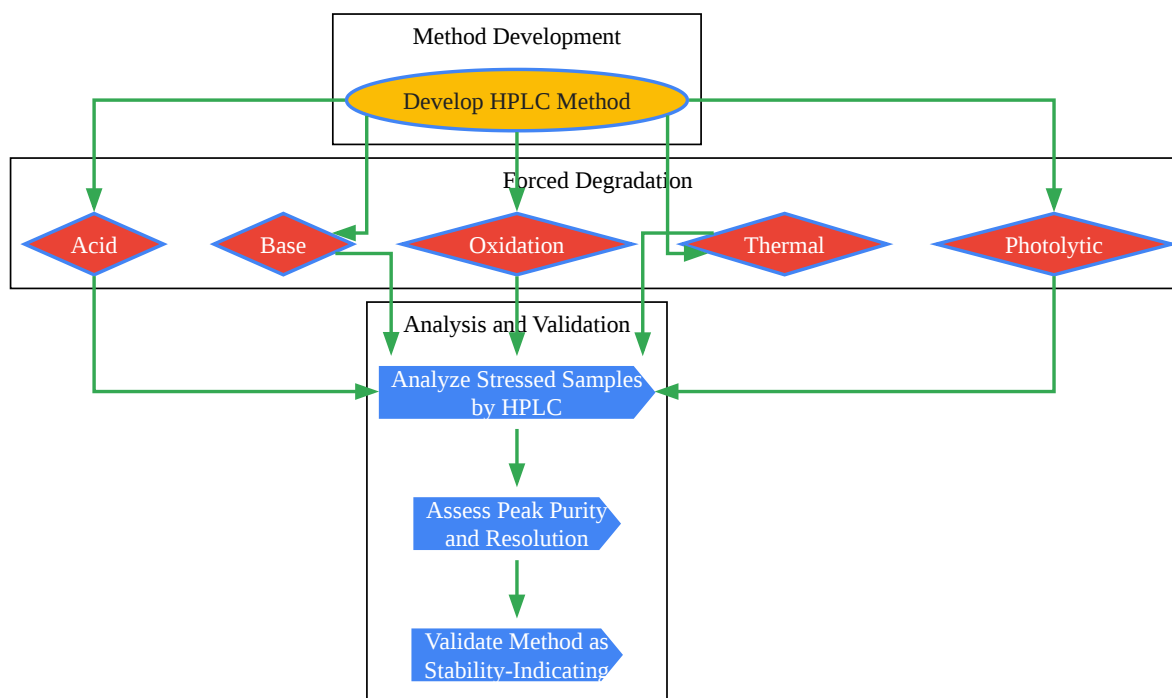 Method Development
Develop HPLC Method
Forced Degradation
Acid
Base
Oxidation
Thermal
Photolytic
Analysis and Validation
Analyze Stressed Samples
by HPLC
Assess Peak Purity
and Resolution
Validate Method as
Stability-Indicating